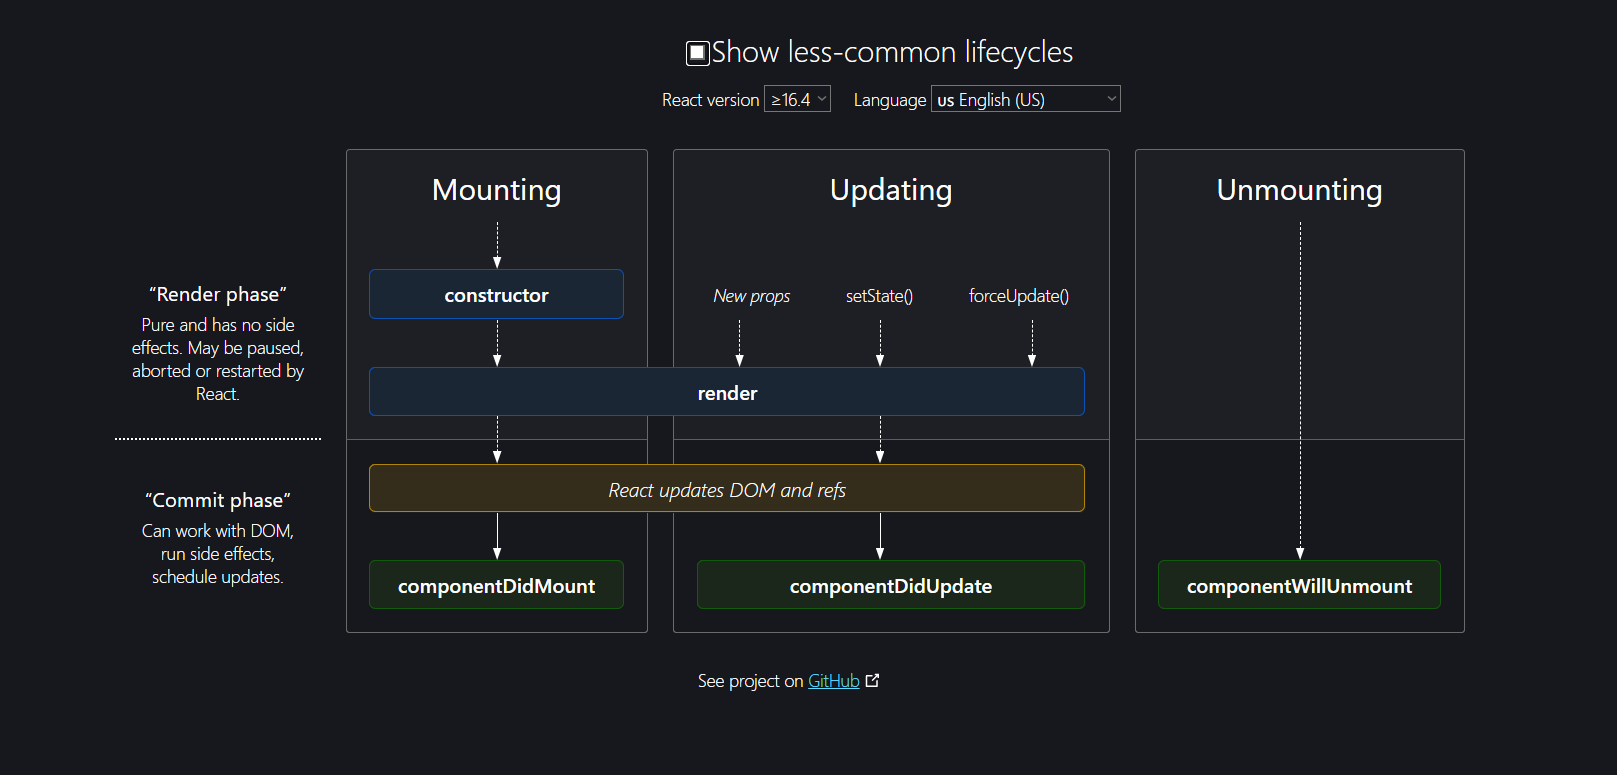 Show less-common lifecycles
React version ≥16.4 Language us English (US)
Mounting
Updating
Unmounting
“Render phase”
Pure and has no side
effects. May be paused,
aborted or restarted by
React.
constructor
New props
setState()
forceUpdate()
render
“Commit phase”
Can work with DOM,
run side effects,
schedule updates.
React updates DOM and refs
componentDidMount
componentDidUpdate
componentWillUnmount
See project on GitHub